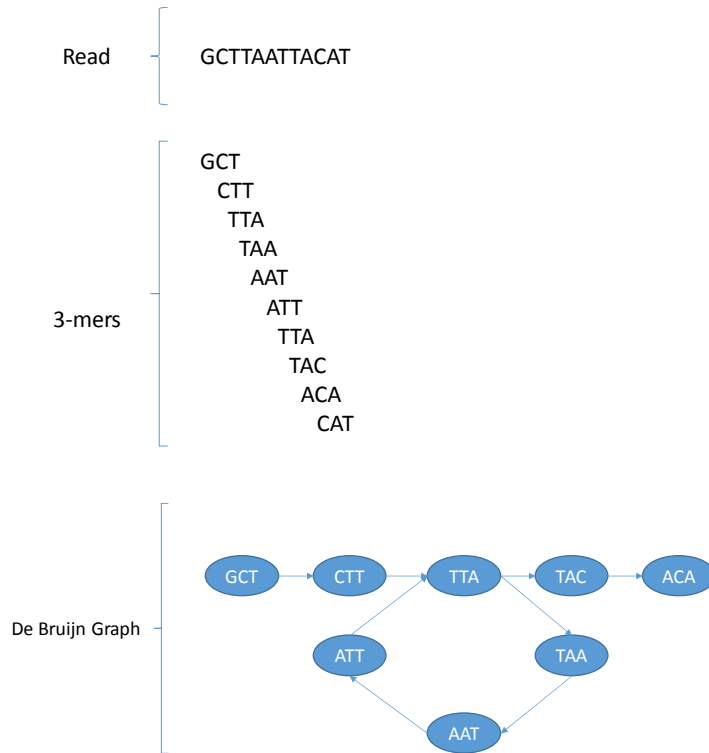 Read
GCTTAATTACAT
GCT
CTT
TTA
TAA
AAT
ATT
3-mers
TTA
TAC
ACA
CAT
GCT CTT TTA TAC ACA
De Bruijn Graph
ATT TAA
AAT